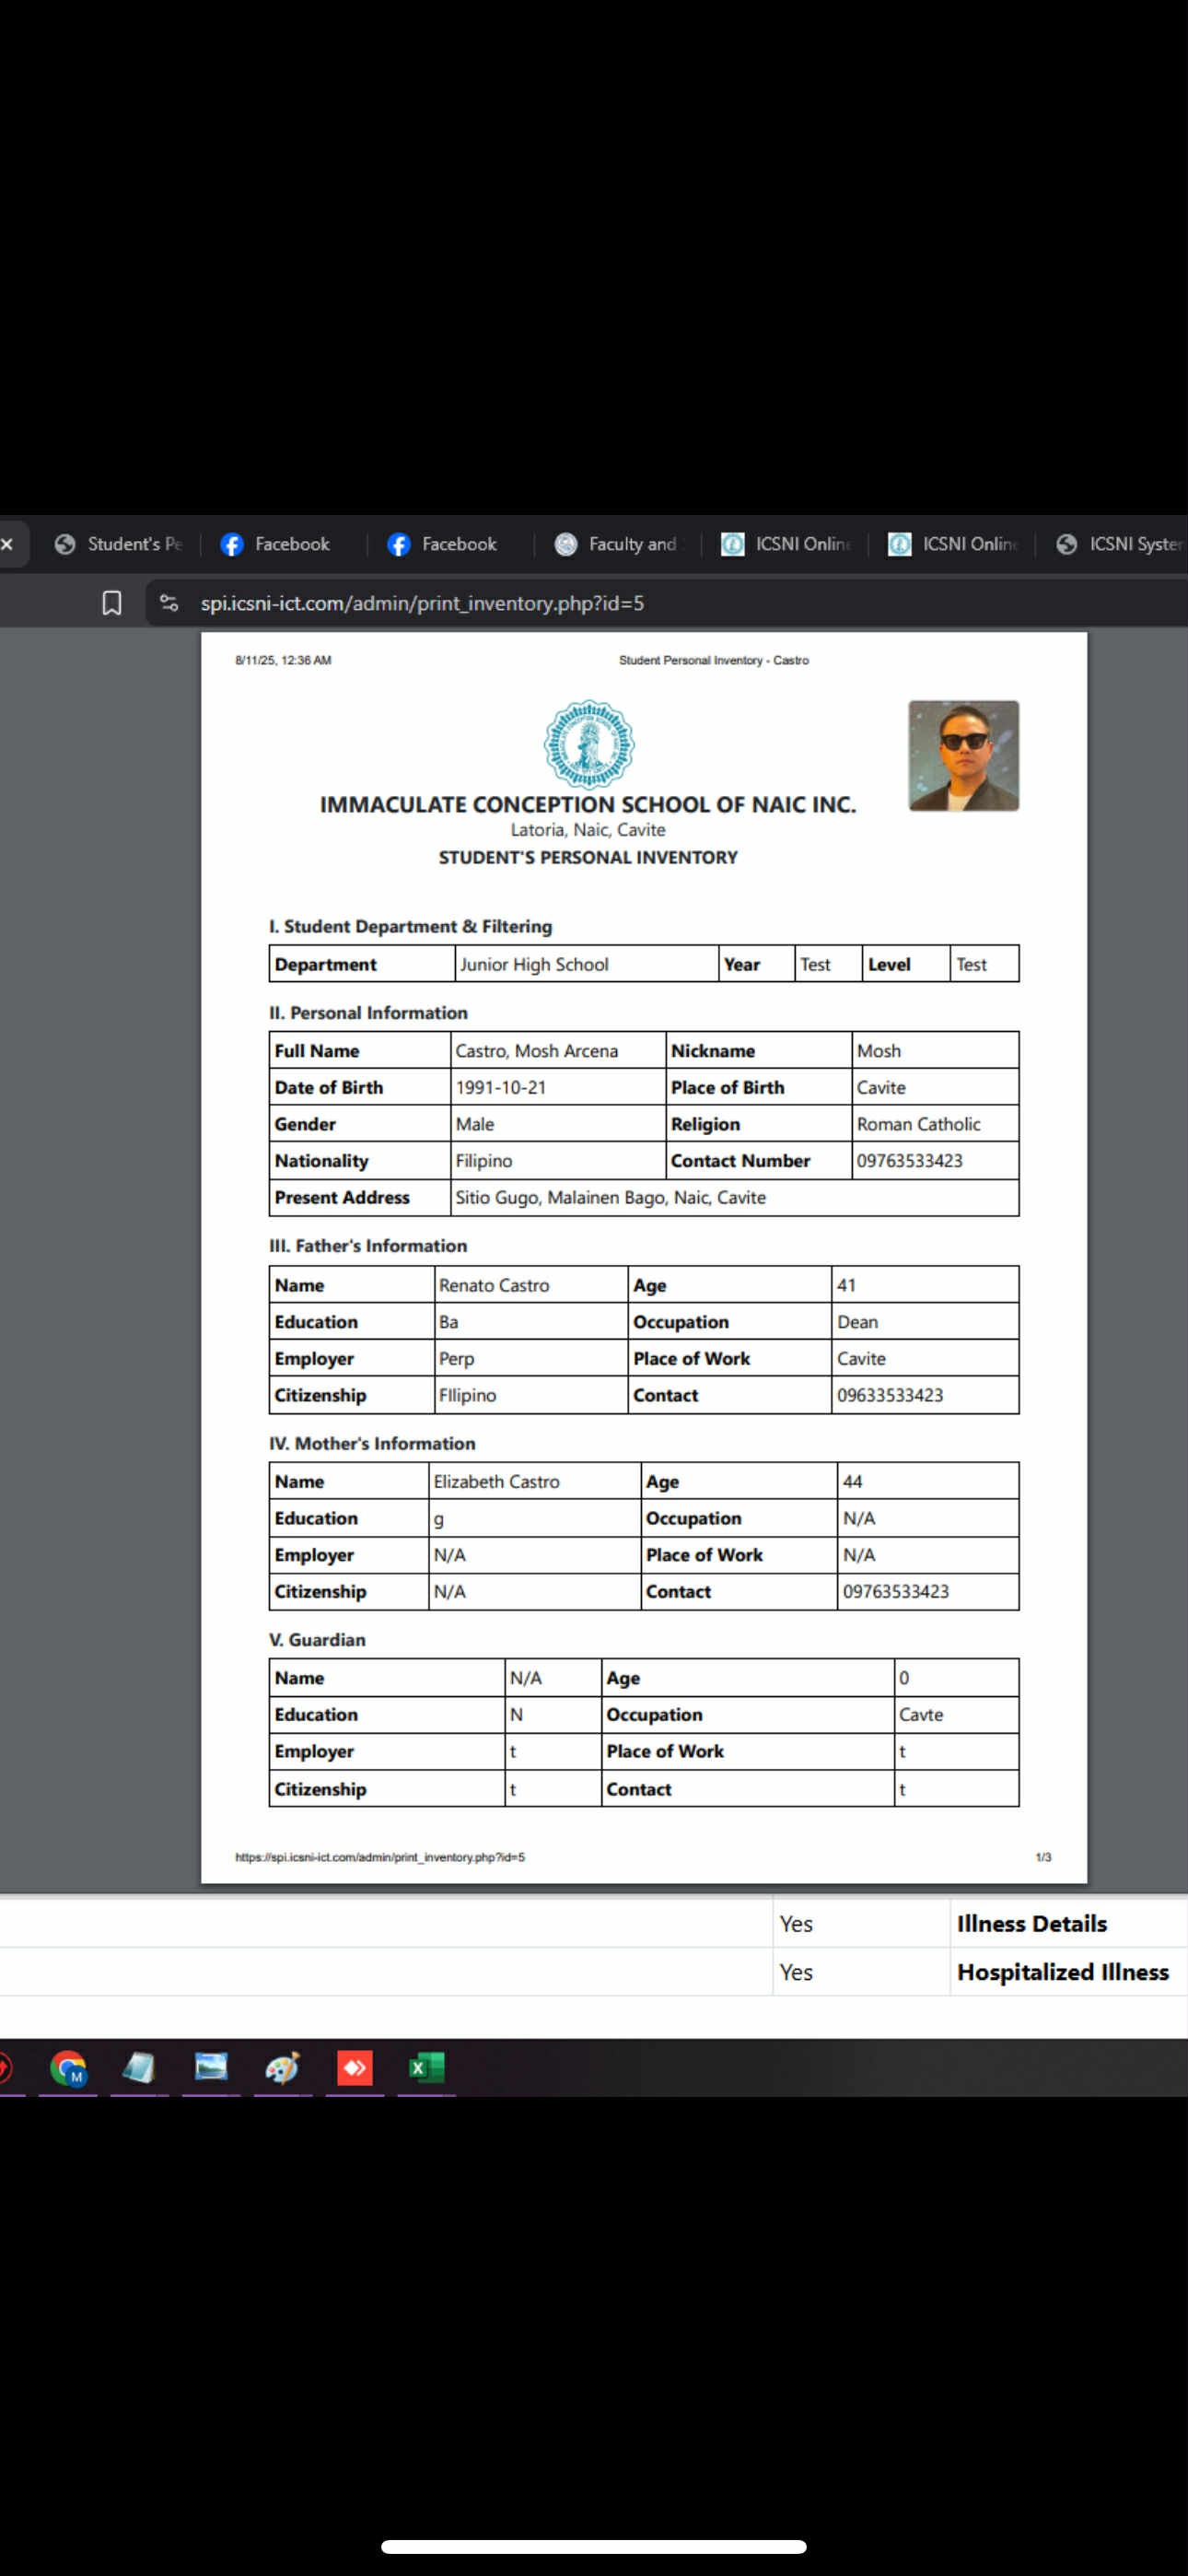 Student's Pe
Facebook
Facebook
Faculty and
ICSNI Online
ICSNI Online
ICSNI System
spi.icsni-ict.com/admin/print_inventory.php?id=5
8/11/25, 12:36 AM Student Personal Inventory - Castro
IMMACULATE CONCEPTION SCHOOL OF NAIC INC.
Latoria, Naic, Cavite
STUDENT'S PERSONAL INVENTORY
I. Student Department & Filtering
Department Junior High School Year Test Level Test
II. Personal Information
Full Name Castro, Mosh Arcena Nickname Mosh
Date of Birth 1991-10-21 Place of Birth Cavite
Gender Male Religion Roman Catholic
Nationality Filipino Contact Number 09763533423
Present Address Sitio Gugo, Malainen Bago, Naic, Cavite
III. Father's Information
Name Renato Castro Age 41
Education Ba Occupation Dean
Employer Perp Place of Work Cavite
Citizenship FIlipino Contact 09633533423
IV. Mother's Information
Name Elizabeth Castro Age 44
Education g Occupation N/A
Employer N/A Place of Work N/A
Citizenship N/A Contact 09763533423
V. Guardian
Name N/A Age 0
Education N Occupation Cavte
Employer t Place of Work t
Citizenship t Contact t
https://spi.icsni-ict.com/admin/print_inventory.php?id=5 1/3
Yes Illness Details
Yes Hospitalized Illness
M
X